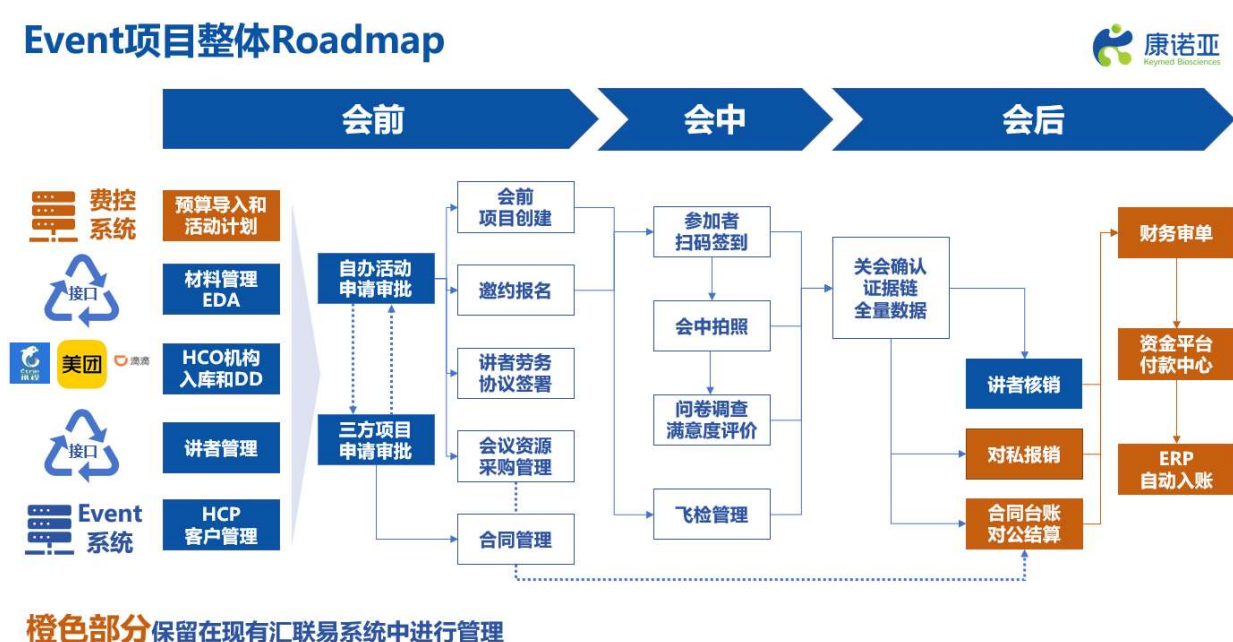 Event项目整体Roadmap
康诺亚
Keymed Biosciences
会前
会中
会后
费控
系统
预算导入和
活动计划
接口
材料管理
EDA
携程
美团
滴滴
HCO机构
入库和DD
接口
讲者管理
Event
系统
HCP
客户管理
自办活动
申请审批
三方项目
申请审批
会前
项目创建
邀约报名
讲者劳务
协议签署
会议资源
采购管理
合同管理
参加者
扫码签到
会中拍照
问卷调查
满意度评价
飞检管理
关会确认
证据链
全量数据
讲者核销
对私报销
合同台账
对公结算
财务审单
资金平台
付款中心
ERP
自动入账
橙色部分保留在现有汇联易系统中进行管理